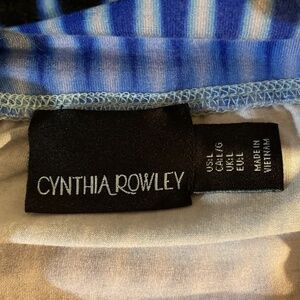 CYNTHIA ROWLEY
US:L
CA:L/G
UK:L
EU:L
MADE IN
VIETNAM